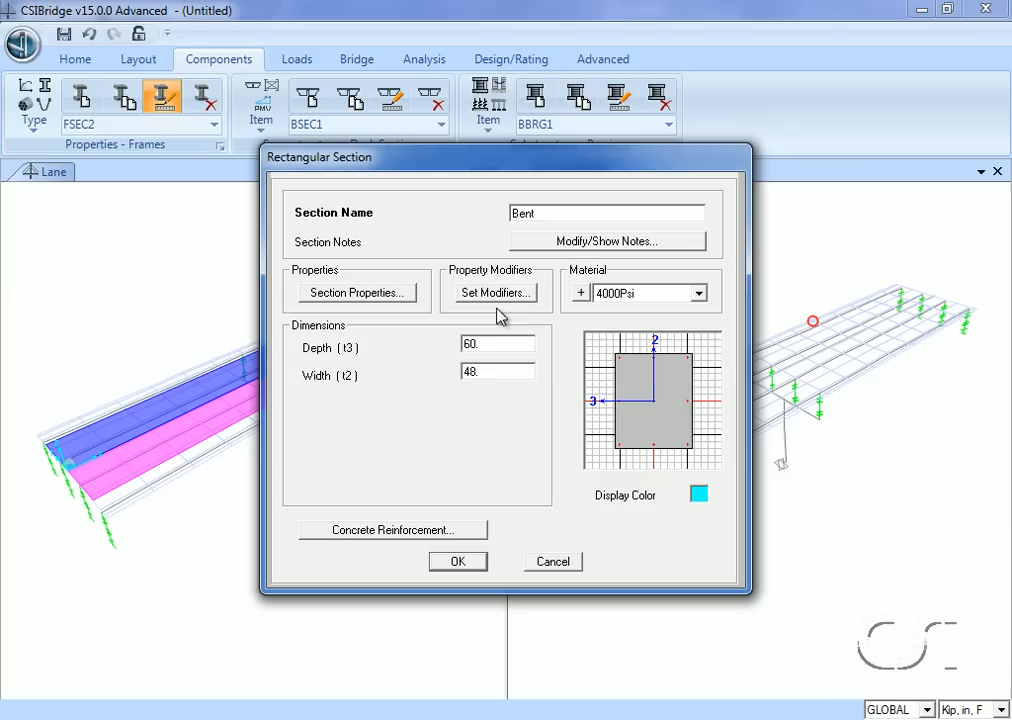 CSIBridge v15.0.0 Advanced - (Untitled)
Home
Layout
Components
Loads
Bridge
Analysis
Design/Rating
Advanced
Type
FSEC2
PMV
Item
BSEC1
Item
BBRG1
Properties - Frames
Lane
Rectangular Section
Section Name
Bent
Section Notes
Modify/Show Notes...
Properties
Section Properties...
Property Modifiers
Set Modifiers...
Material
+
4000Psi
Dimensions
Depth ( t3 )
60.
Width ( t2 )
48.
2
3
Display Color
Concrete Reinforcement...
OK
Cancel
CSI
GLOBAL
Kip, in, F